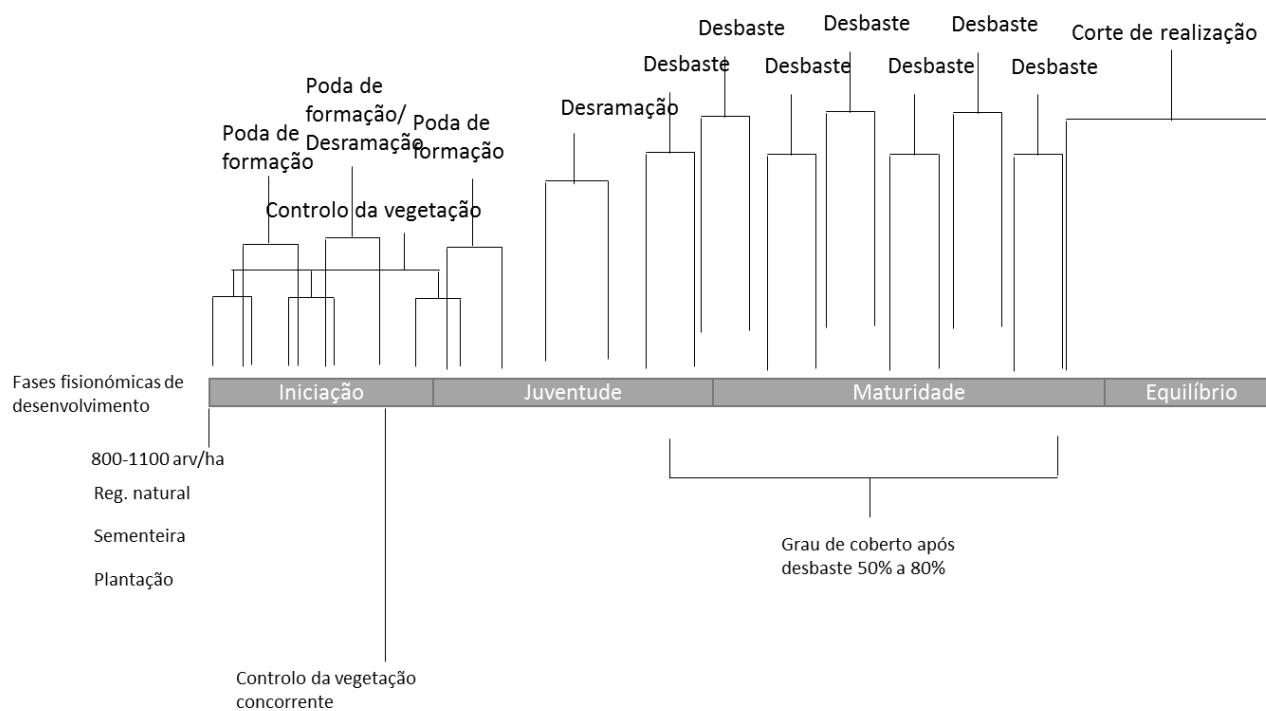 Desbaste
Desbaste
Desbaste
Corte de realização
Desbaste
Desbaste
Desbaste
Desbaste
Poda de
formação/
Desramação
Desramação
Poda de
formação
Poda de
formação
Controlo da vegetação
Fases fisionómicas de
desenvolvimento
Iniciação
Juventude
Maturidade
Equilíbrio
800-1100 arv/ha
Reg. natural
Sementeira
Plantação
Grau de coberto após
desbaste 50% a 80%
Controlo da vegetação
concorrente